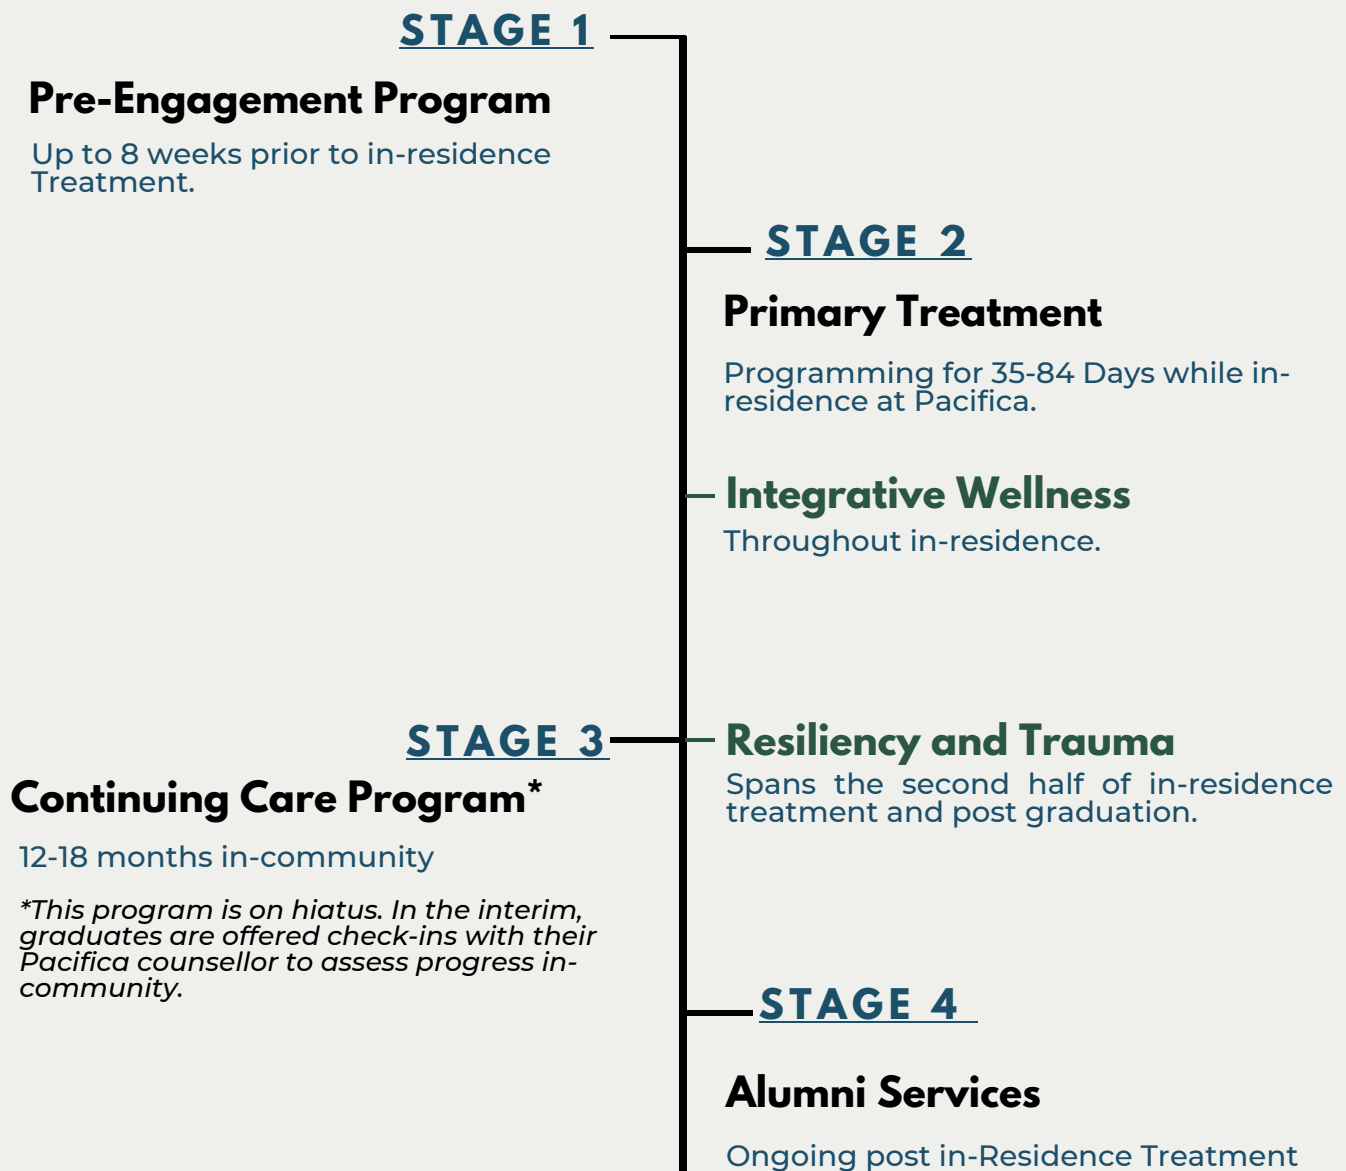 STAGE 1
Pre-Engagement Program
Up to 8 weeks prior to in-residence
Treatment.
STAGE 2
Primary Treatment
Programming for 35-84 Days while in-
residence at Pacifica.
Integrative Wellness
Throughout in-residence.
STAGE 3
Continuing Care Program*
12-18 months in-community
*This program is on hiatus. In the interim,
graduates are offered check-ins with their
Pacifica counsellor to assess progress in-
community.
Resiliency and Trauma
Spans the second half of in-residence
treatment and post graduation.
STAGE 4
Alumni Services
Ongoing post in-Residence Treatment